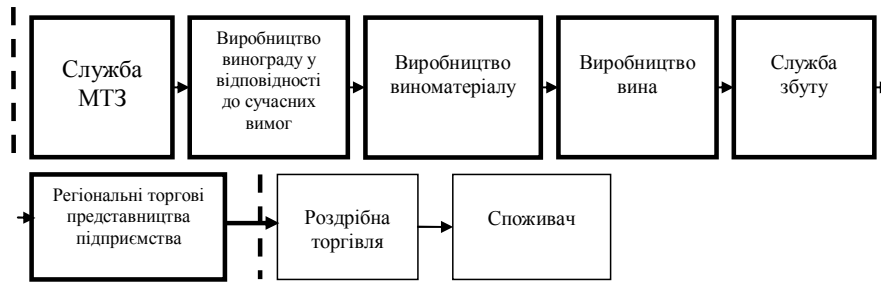 Служба
МТЗ
Виробництво
винограду у
відповідності
до сучасних
вимог
Виробництво
виноматеріалу
Виробництво
вина
Служба
збуту
Регіональні торгові
представництва
підприємства
Роздрібна
торгівля
Споживач